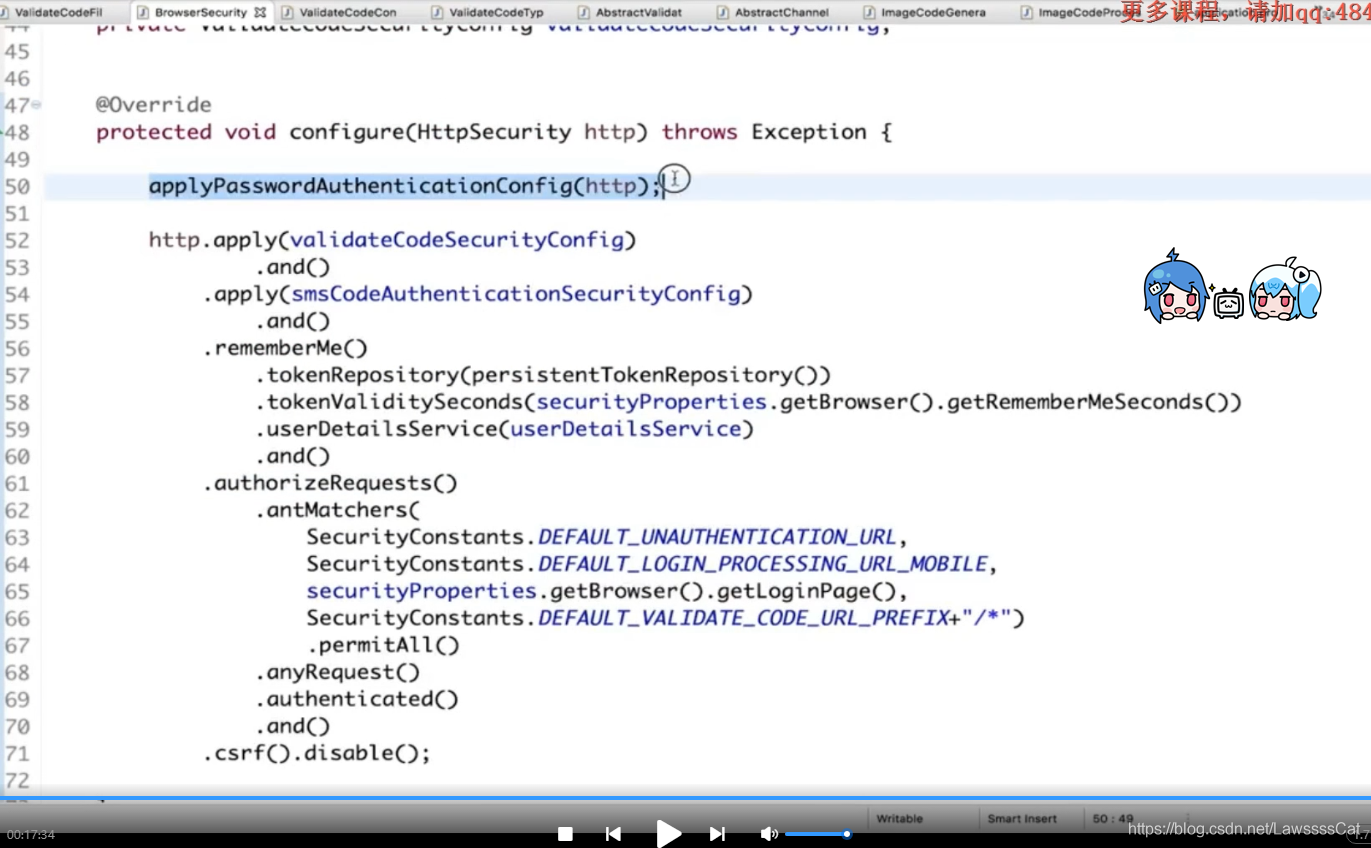 ValidateCodeFil BrowserSecurity ValidateCodeCon ValidateCodeTyp AbstractValidat AbstractChannel ImageCodeGenera ImageCodePro
更多课程，请加qq:484
44 private ValidateCodeSecurityConfig validateCodeSecurityConfig;
45
46
47 @Override
48 protected void configure(HttpSecurity http) throws Exception {
49
50 applyPasswordAuthenticationConfig(http);
51
52 http.apply(validateCodeSecurityConfig)
53 .and()
54 .apply(smsCodeAuthenticationSecurityConfig)
55 .and()
56 .rememberMe()
57 .tokenRepository(persistentTokenRepository())
58 .tokenValiditySeconds(securityProperties.getBrowser().getRememberMeSeconds())
59 .userDetailsService(userDetailsService)
60 .and()
61 .authorizeRequests()
62 .antMatchers(
63 SecurityConstants.DEFAULT_UNAUTHENTICATION_URL,
64 SecurityConstants.DEFAULT_LOGIN_PROCESSING_URL_MOBILE,
65 securityProperties.getBrowser().getLoginPage(),
66 SecurityConstants.DEFAULT_VALIDATE_CODE_URL_PREFIX+"/*")
67 .permitAll()
68 .anyRequest()
69 .authenticated()
70 .and()
71 .csrf().disable();
72
Writable Smart Insert 50 : 49
00:17:34
https://blog.csdn.net/LawssssCat